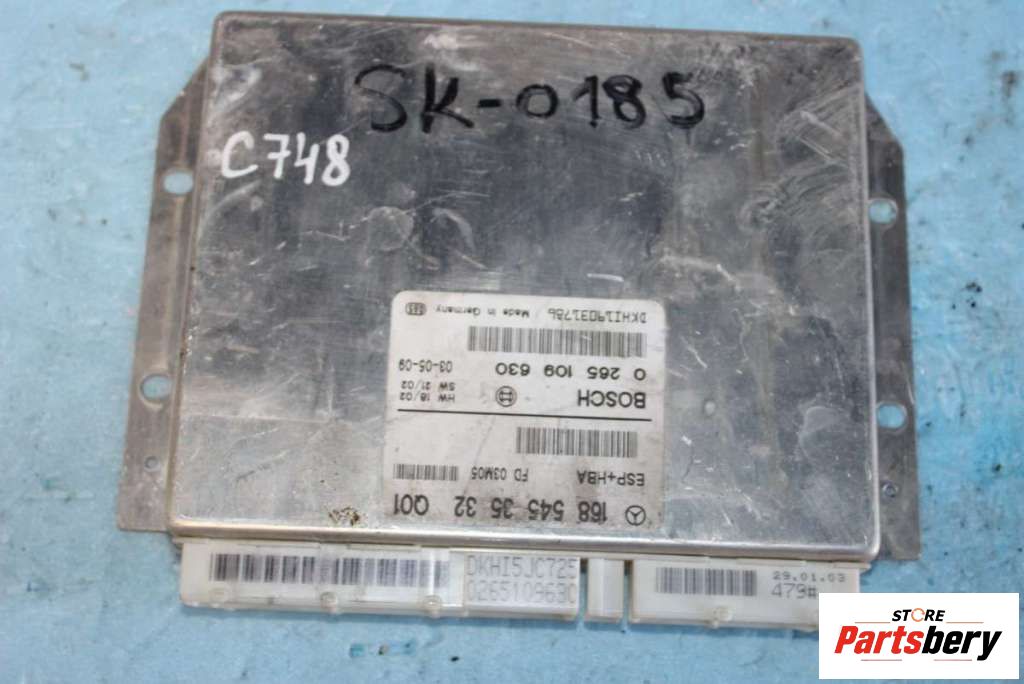 SK-0185
C748
168 545 35 32 Q01
ESP+HBA FD 03M05
BOSCH HW 18/02
SW 21/02
0 265 109 630 03-05-09
DKHI19031786 Made in Germany
DKHI5JC725
0265109630
29.01.03
479#
STORE
Partsbery